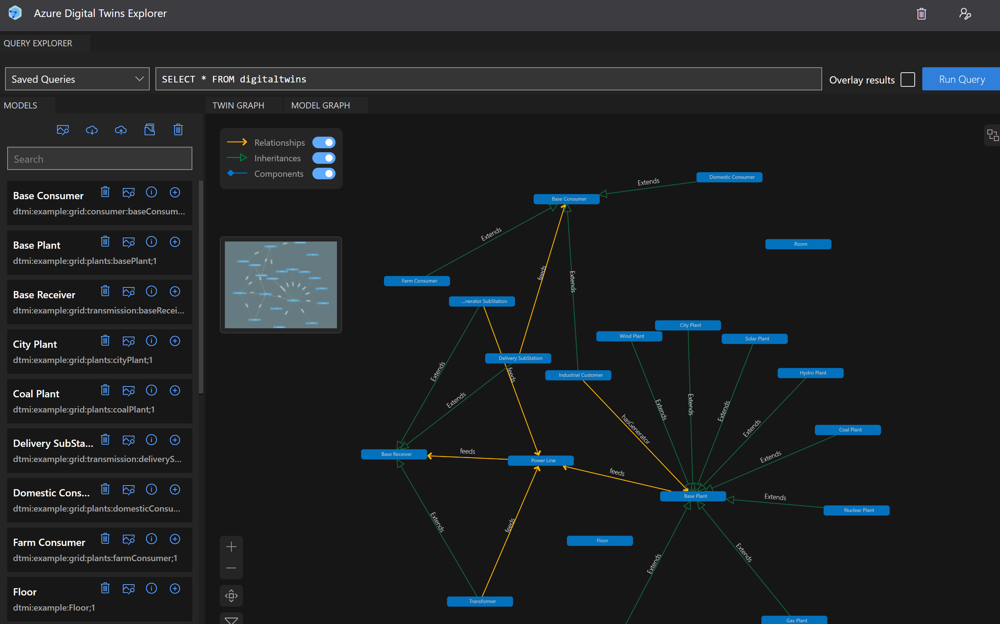 Azure Digital Twins Explorer
QUERY EXPLORER
Saved Queries
SELECT * FROM digitaltwins
Overlay results
Run Query
MODELS
TWIN GRAPH
MODEL GRAPH
Search
Base Consumer
dtmi:example:grid:consumer:baseConsum...
Base Plant
dtmi:example:grid:plants:basePlant;1
Base Receiver
dtmi:example:grid:transmission:baseRecei...
City Plant
dtmi:example:grid:plants:cityPlant;1
Coal Plant
dtmi:example:grid:plants:coalPlant;1
Delivery SubSta...
dtmi:example:grid:transmission:deliveryS...
Domestic Cons...
dtmi:example:grid:plants:domesticConsu...
Farm Consumer
dtmi:example:grid:plants:farmConsumer;1
Floor
dtmi:example:Floor;1
Relationships
Inheritances
Components
Domestic Consumer
Extends
Base Consumer
Extends
Room
feeds
Extends
Farm Consumer
...nerator SubStation
City Plant
Wind Plant
Solar Plant
Delivery SubStation
Extends
feeds
Industrial Customer
Hydro Plant
Extends
Extends
Extends
Extends
hasGenerator
Extends
Coal Plant
Base Receiver
feeds
Power Line
Extends
feeds
Base Plant
Extends
Nuclear Plant
Extends
feeds
Floor
Extends
Extends
Transformer
Gas Plant